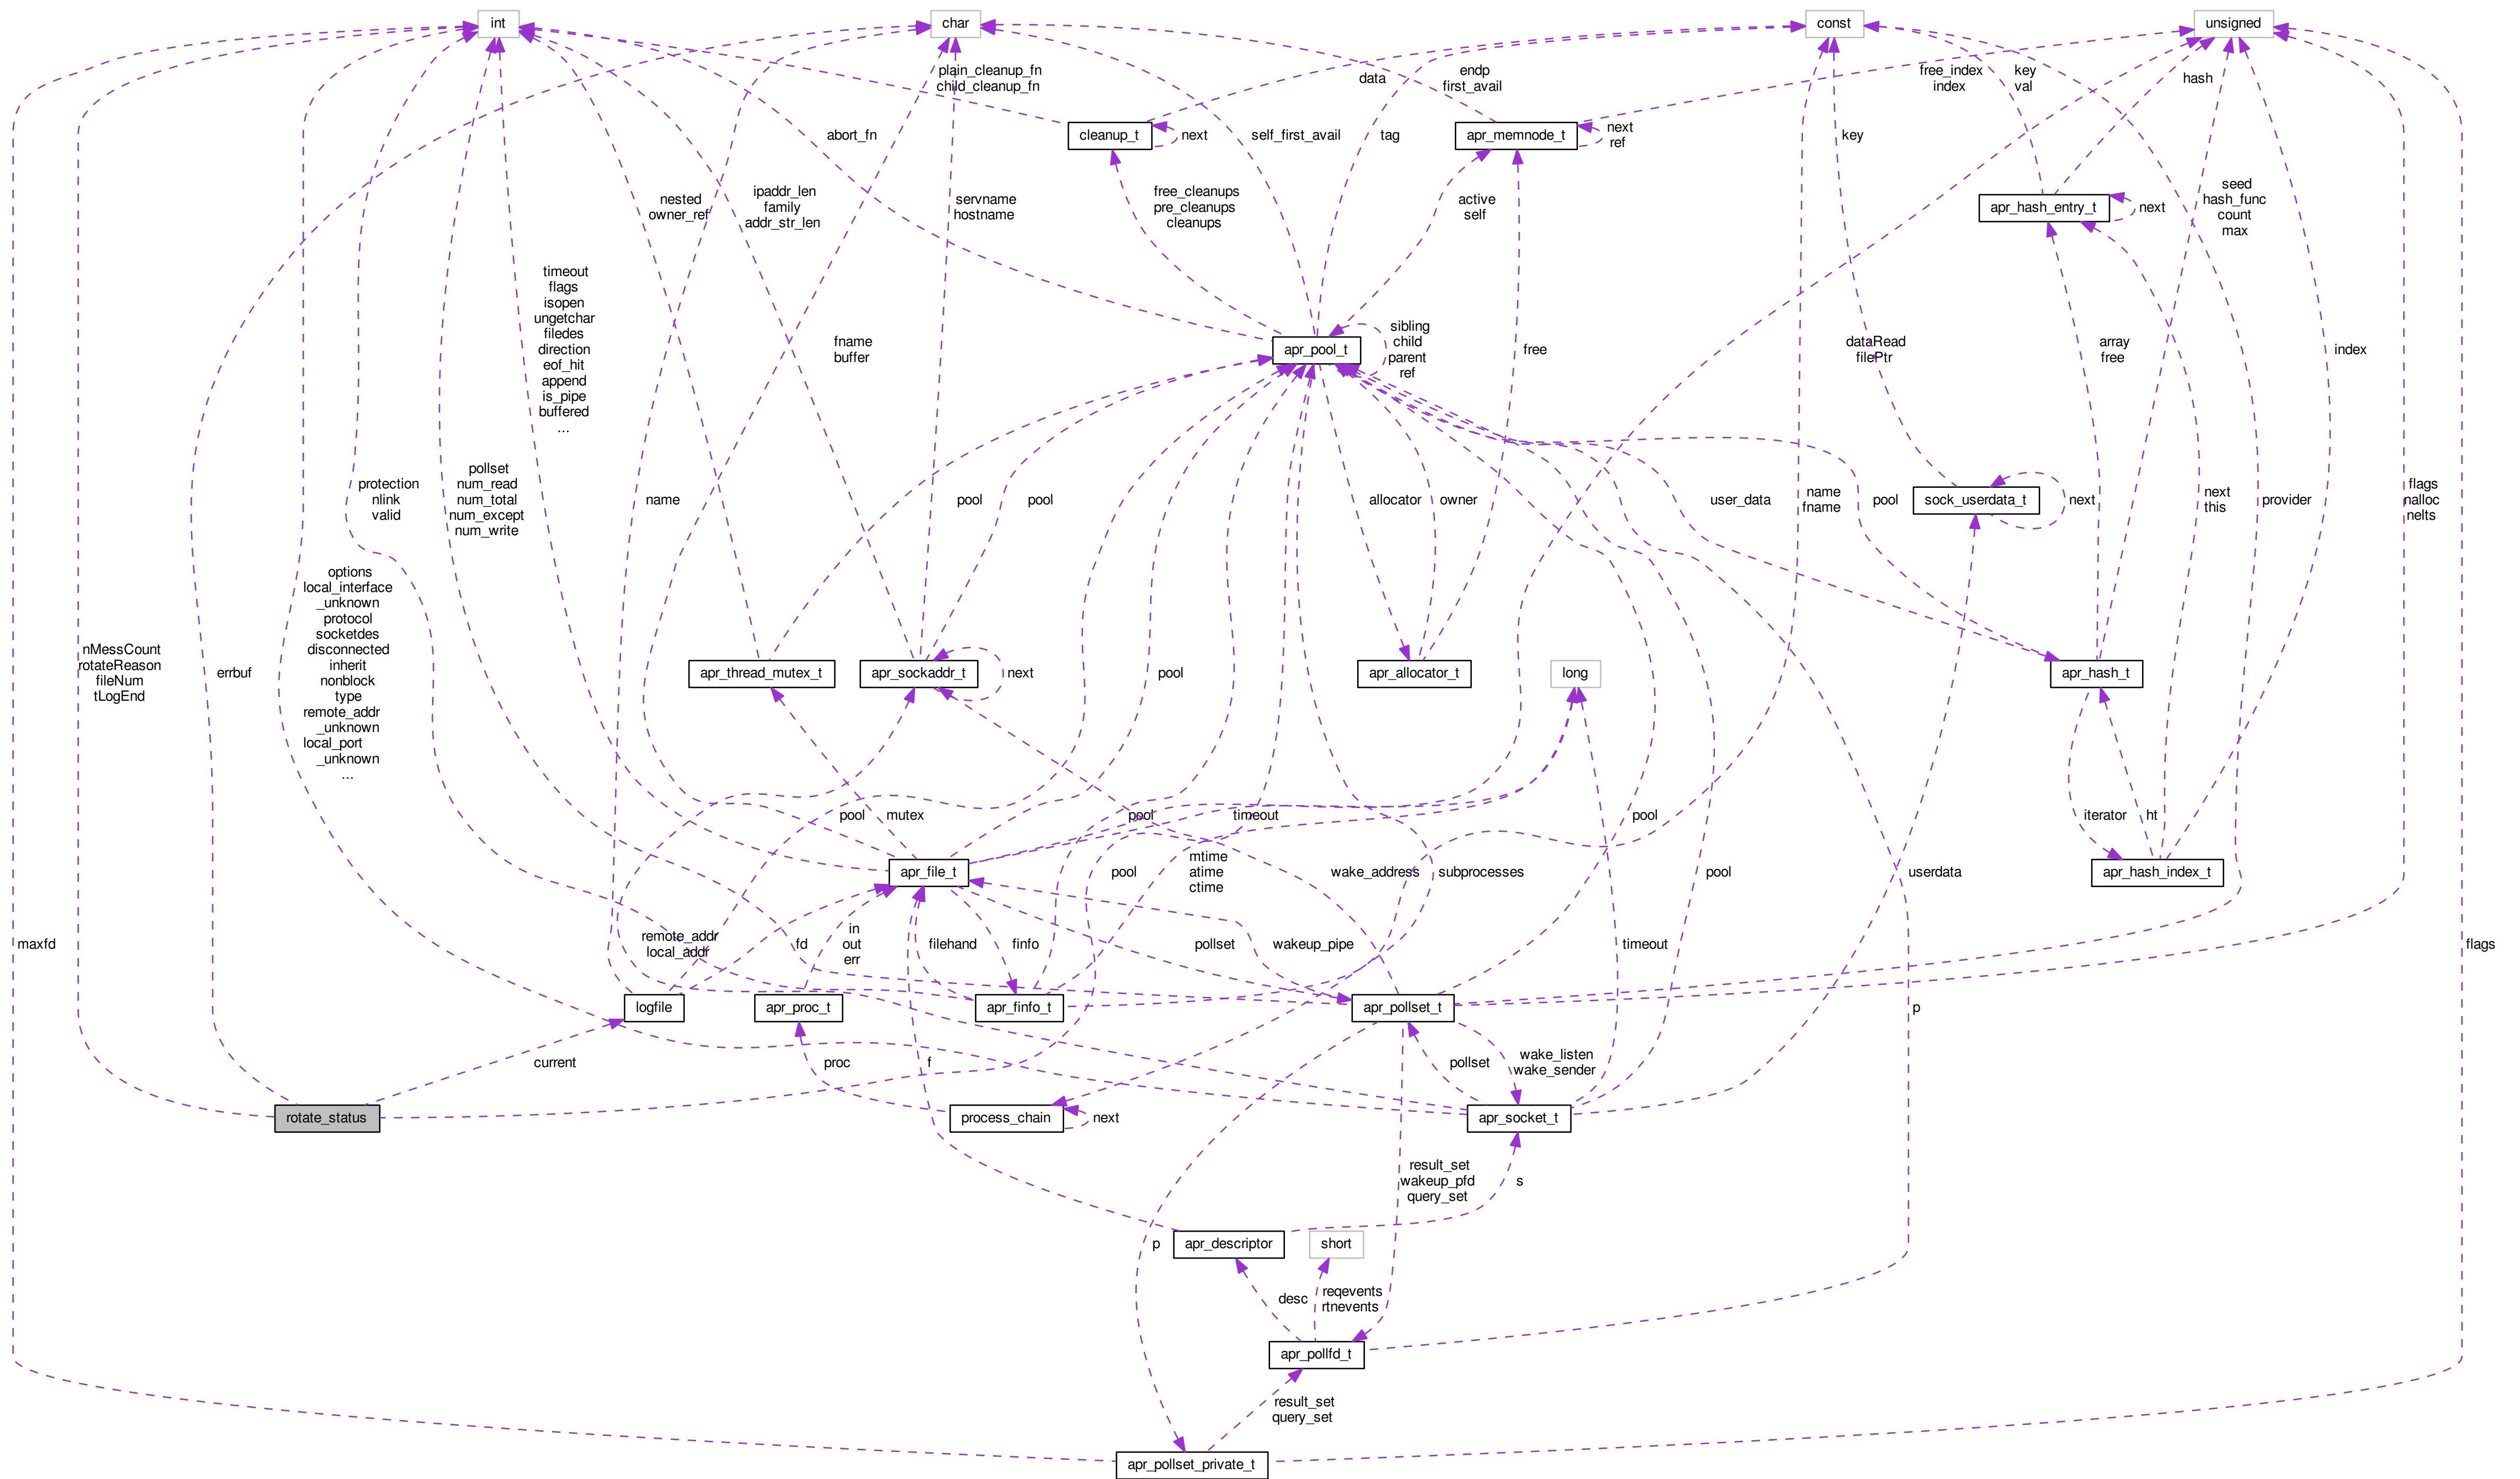 int
char
const
unsigned
plain_cleanup_fn
child_cleanup_fn
data
endp
first_avail
free_index
index
key
val
hash
abort_fn
cleanup_t
next
self_first_avail
tag
apr_memnode_t
next
ref
key
nested
owner_ref
ipaddr_len
family
addr_str_len
servname
hostname
free_cleanups
pre_cleanups
cleanups
active
self
apr_hash_entry_t
next
seed
hash_func
count
max
timeout
flags
isopen
ungetchar
filedes
direction
eof_hit
append
is_pipe
buffered
...
fname
buffer
apr_pool_t
sibling
child
parent
ref
free
dataRead
filePtr
array
free
index
protection
nlink
valid
pollset
num_read
num_total
num_except
num_write
name
pool
pool
allocator
owner
user_data
name
fname
pool
sock_userdata_t
next
next
this
provider
flags
nalloc
nelts
nMessCount
rotateReason
fileNum
tLogEnd
errbuf
options
local_interface
_unknown
protocol
socketdes
disconnected
inherit
nonblock
type
remote_addr
_unknown
local_port
_unknown
...
apr_thread_mutex_t
apr_sockaddr_t
next
pool
apr_allocator_t
long
apr_hash_t
pool
mutex
pool
timeout
pool
iterator
ht
apr_file_t
pool
mtime
atime
ctime
wake_address
subprocesses
pool
userdata
apr_hash_index_t
maxfd
remote_addr
local_addr
fd
in
out
err
filehand
finfo
pollset
wakeup_pipe
timeout
flags
logfile
apr_proc_t
apr_finfo_t
apr_pollset_t
p
current
proc
f
pollset
wake_listen
wake_sender
rotate_status
process_chain
next
apr_socket_t
result_set
wakeup_pfd
query_set
s
p
apr_descriptor
short
desc
reqevents
rtnevents
apr_pollfd_t
result_set
query_set
apr_pollset_private_t